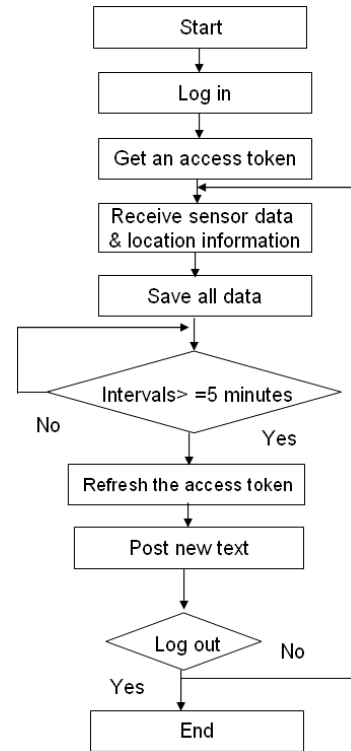 Start
Log in
Get an access token
Receive sensor data
& location information
Save all data
Intervals> =5 minutes
No
Yes
Refresh the access token
Post new text
Log out
No
Yes
End